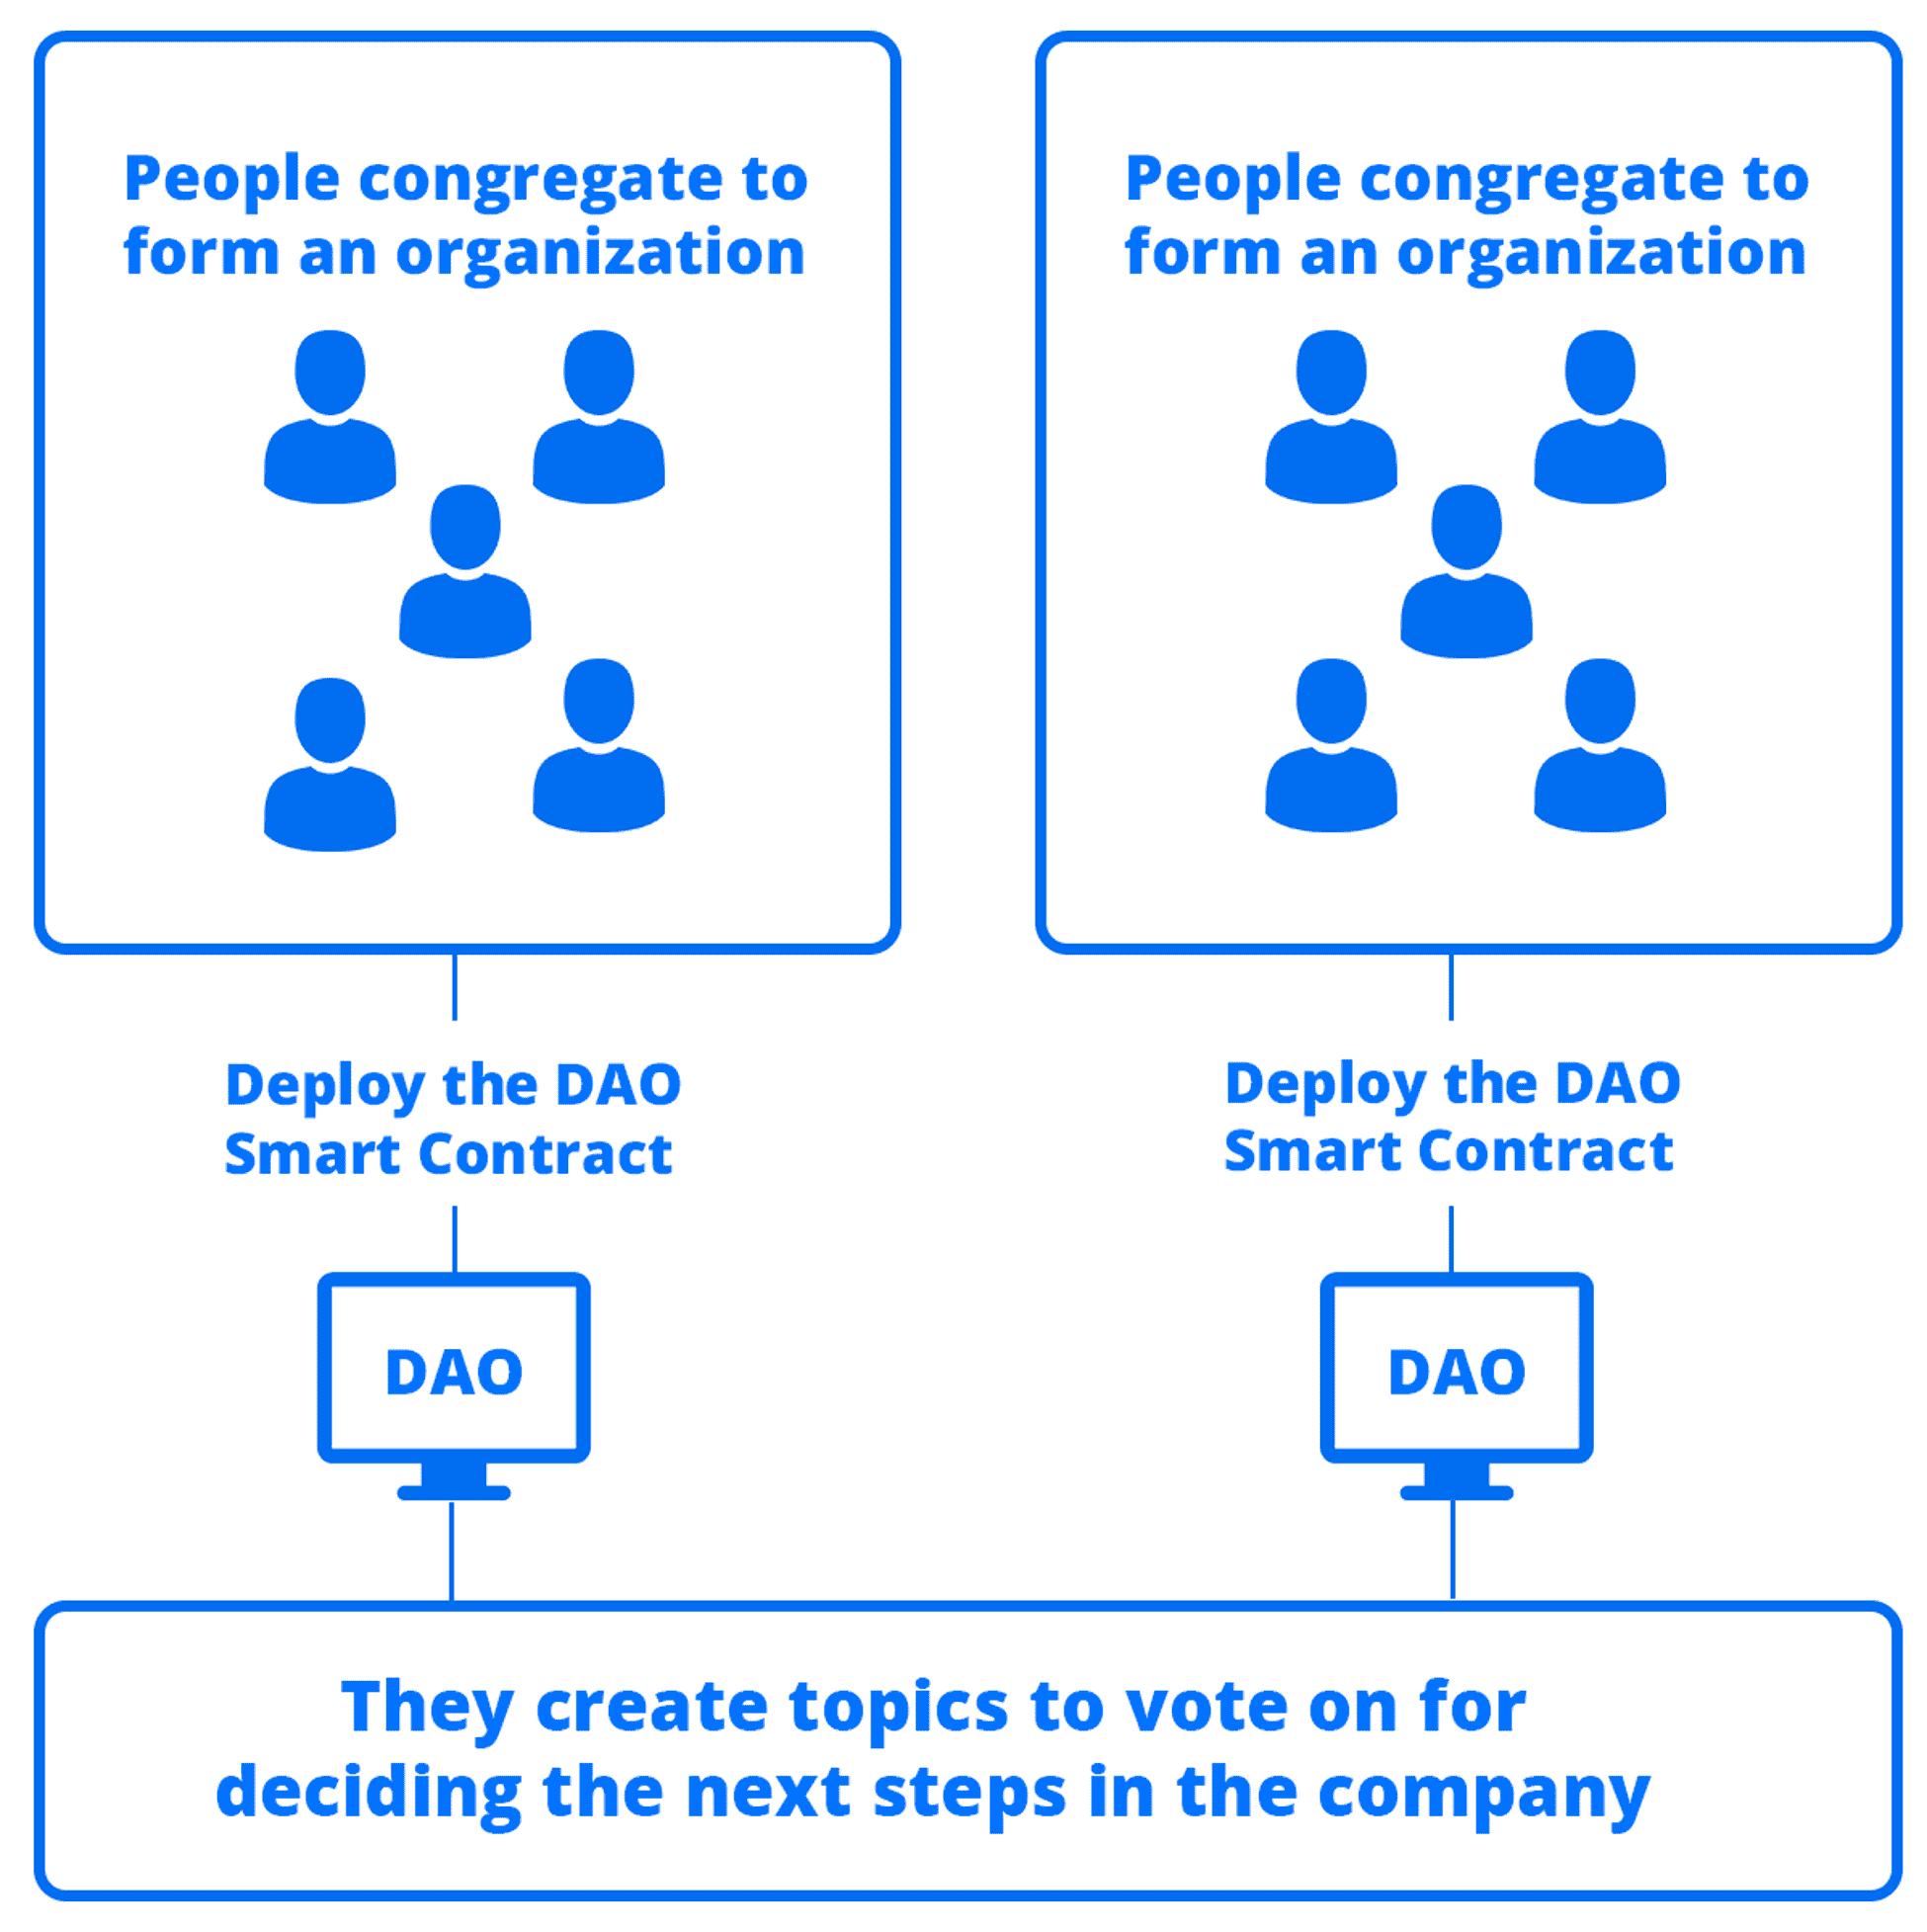 People congregate to
form an organization
People congregate to
form an organization
Deploy the DAO
Smart Contract
Deploy the DAO
Smart Contract
DAO
DAO
They create topics to vote on for
deciding the next steps in the company